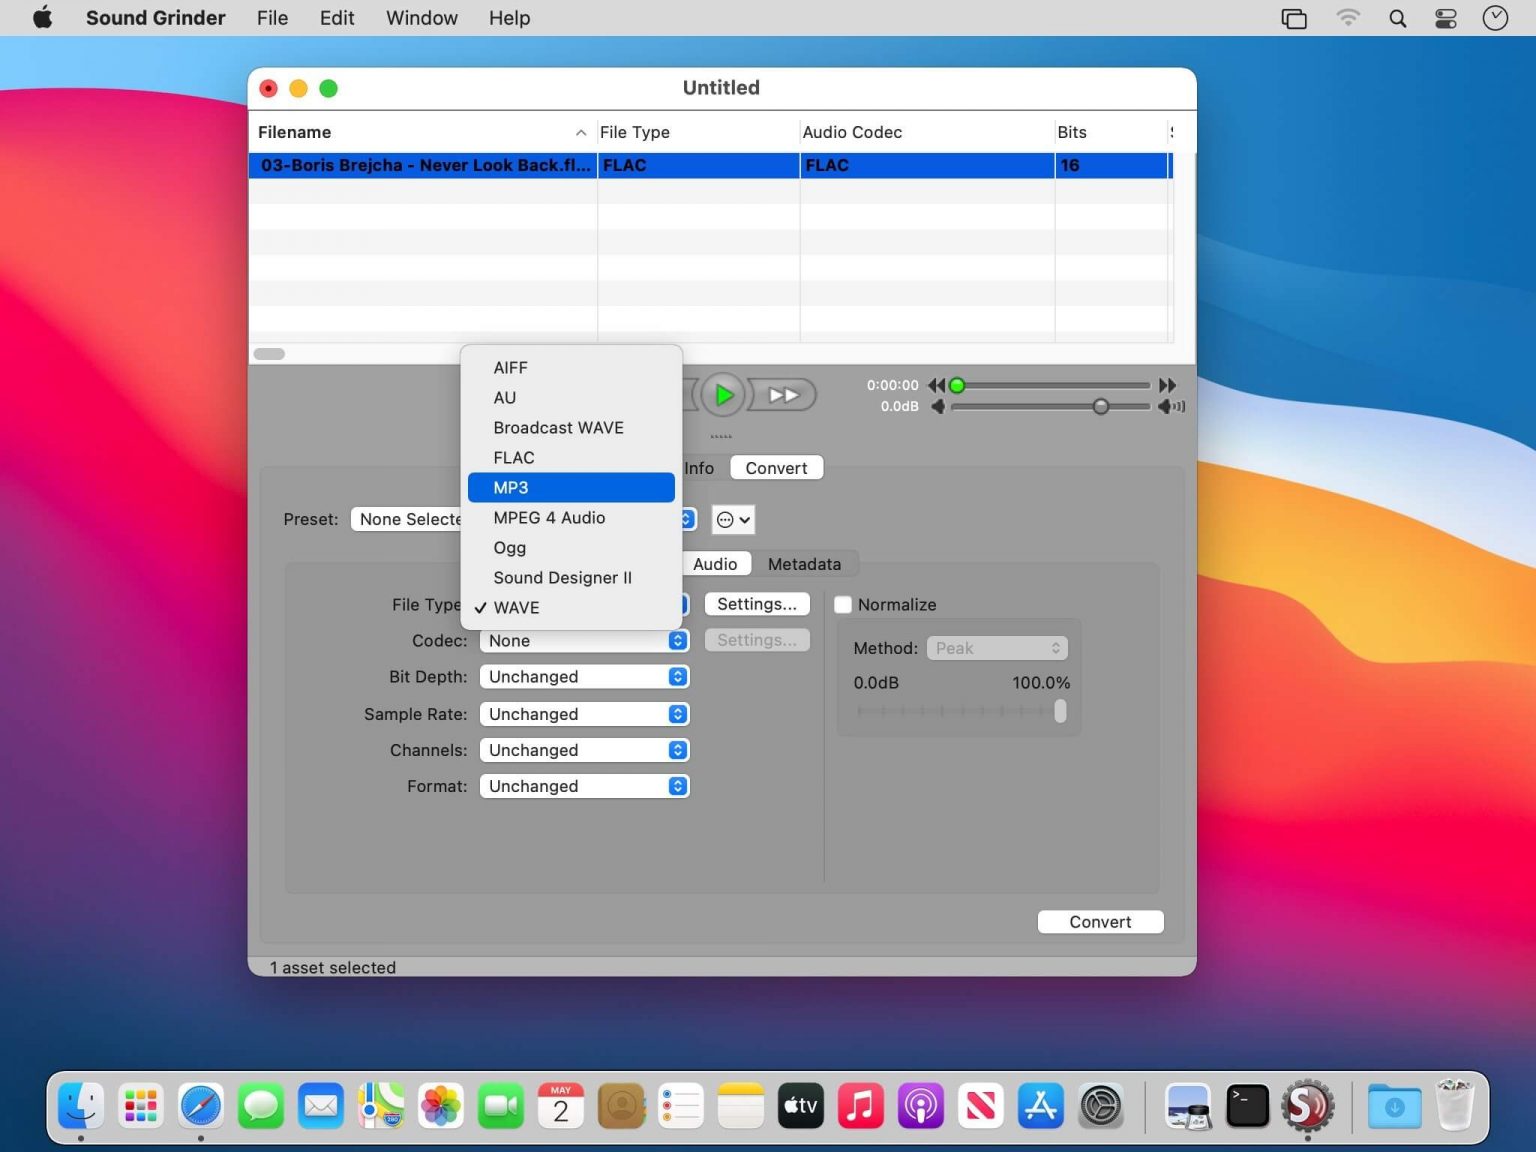 Sound Grinder File Edit Window Help
Untitled
Filename File Type Audio Codec Bits
03-Boris Brejcha - Never Look Back.fl... FLAC FLAC 16
AIFF
AU
Broadcast WAVE
FLAC
MP3
MPEG 4 Audio
Ogg
Sound Designer II
✓ WAVE
0:00:00
0.0dB
Info Convert
Preset: None Selecte
Audio Metadata
File Type Settings...
Codec: None Settings...
Bit Depth: Unchanged
Sample Rate: Unchanged
Channels: Unchanged
Format: Unchanged
Normalize
Method: Peak
0.0dB 100.0%
Convert
1 asset selected
MAY
2
tv
S